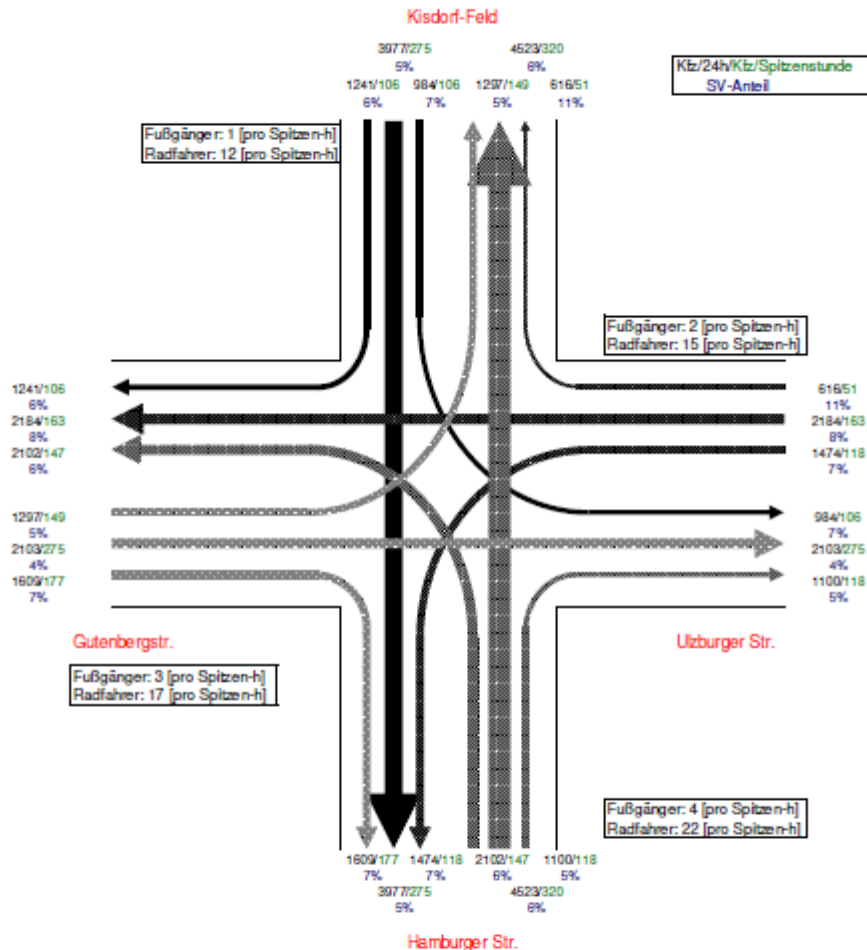 Kisdorf-Feld
3977/275 4523/320
5% 6%
1241/106 984/106 1297/149 616/51
6% 7% 5% 11%
Kfz/24h/Kfz/Spitzenstunde
SV-Anteil
Fußgänger: 1 [pro Spitzen-h]
Radfahrer: 12 [pro Spitzen-h]
Fußgänger: 2 [pro Spitzen-h]
Radfahrer: 15 [pro Spitzen-h]
1241/106
6%
2184/163
8%
2102/147
6%
616/51
11%
2184/163
8%
1474/118
7%
1297/149
5%
2103/275
4%
1609/177
7%
984/106
7%
2103/275
4%
1100/118
5%
Gutenbergstr.
Ulzburger Str.
Fußgänger: 3 [pro Spitzen-h]
Radfahrer: 17 [pro Spitzen-h]
Fußgänger: 4 [pro Spitzen-h]
Radfahrer: 22 [pro Spitzen-h]
1609/177 1474/118 2102/147 1100/118
7% 7% 6% 5%
3977/275 4523/320
5% 6%
Hamburger Str.